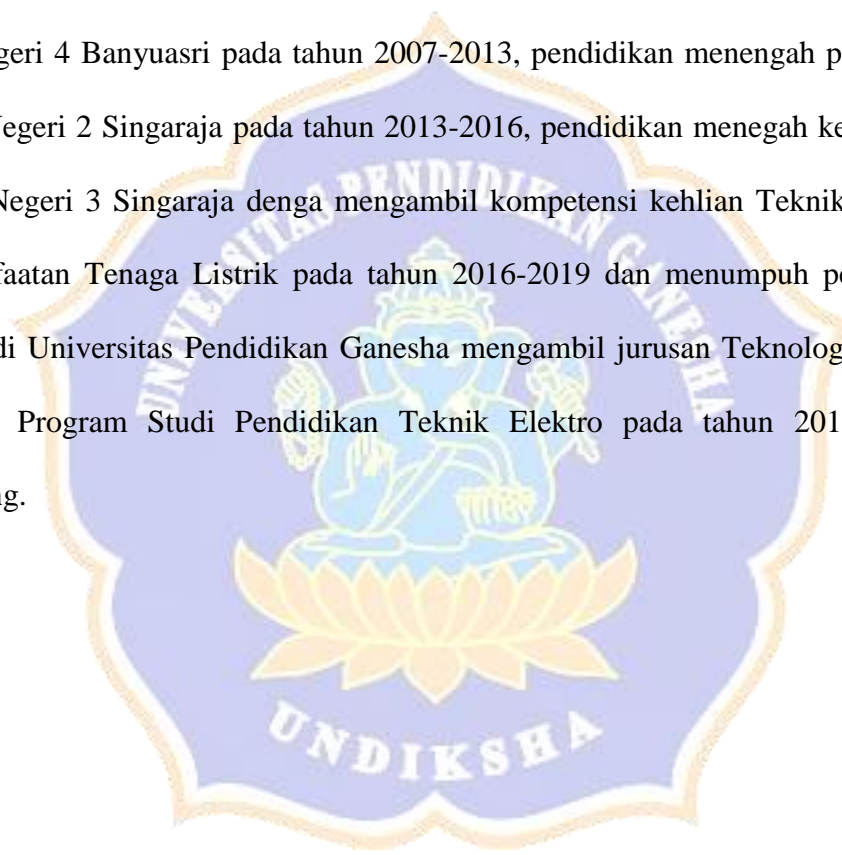 geri 4 Banyuasri pada tahun 2007-2013, pendidikan menengah p
Negeri 2 Singaraja pada tahun 2013-2016, pendidikan menegah ke
Negeri 3 Singaraja denga mengambil kompetensi kehlian Teknik
faatan Tenaga Listrik pada tahun 2016-2019 dan menumpuh p
di Universitas Pendidikan Ganesha mengambil jurusan Teknolog
Program Studi Pendidikan Teknik Elektro pada tahun 201
g.
UNIVERSITAS PENDIDIKAN GANESHA
UNDIKSHA